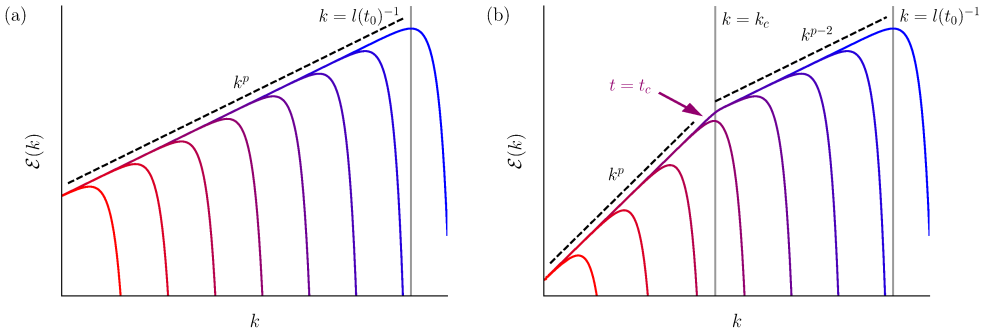 (a)
k = l(t₀)⁻¹
kᵖ
ℰ(k)
k
(b)
k = k_c
k = l(t₀)⁻¹
kᵖ⁻²
t = t_c
kᵖ
ℰ(k)
k